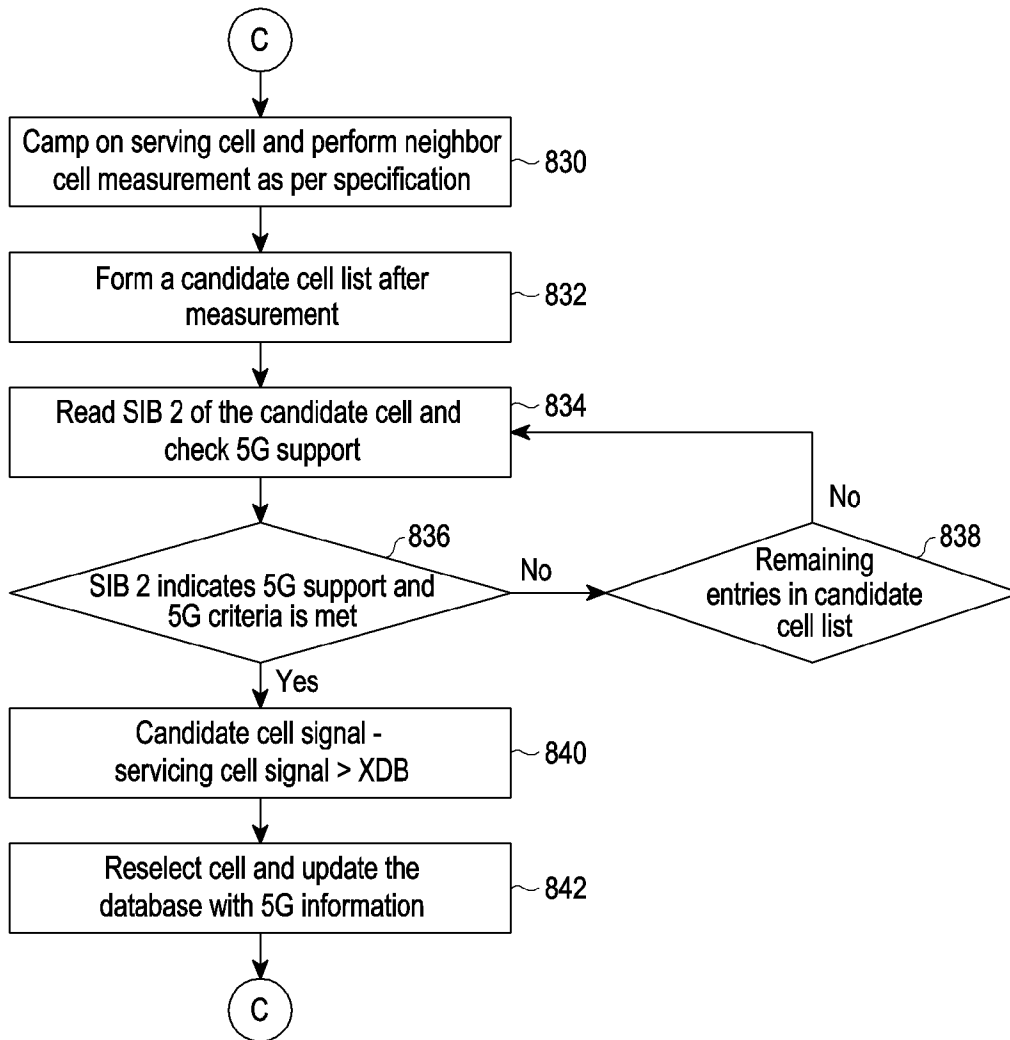 C
Camp on serving cell and perform neighbor
cell measurement as per specification
830
Form a candidate cell list after
measurement
832
Read SIB 2 of the candidate cell and
check 5G support
834
SIB 2 indicates 5G support and
5G criteria is met
836
No
Remaining
entries in candidate
cell list
838
No
Yes
Candidate cell signal -
servicing cell signal > XDB
840
Reselect cell and update the
database with 5G information
842
C